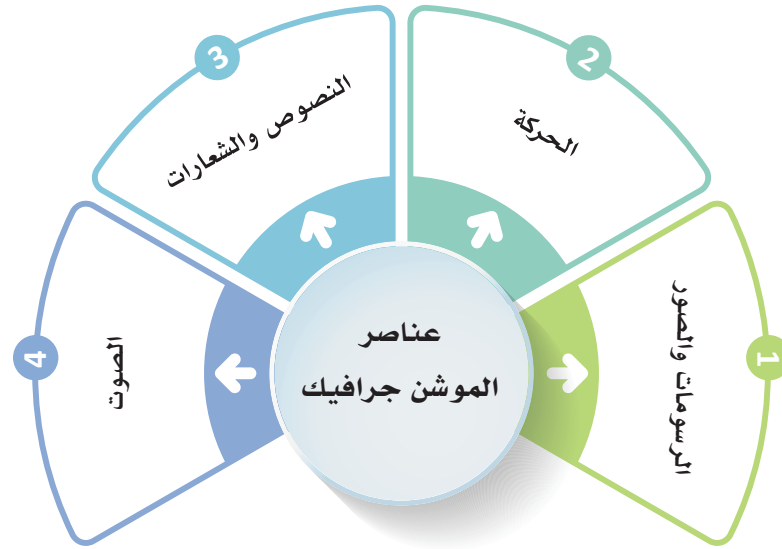 عناصر
الموشن جرافيك
1
الرسومات والصور
2
الحركة
3
النصوص والشعارات
4
الصوت